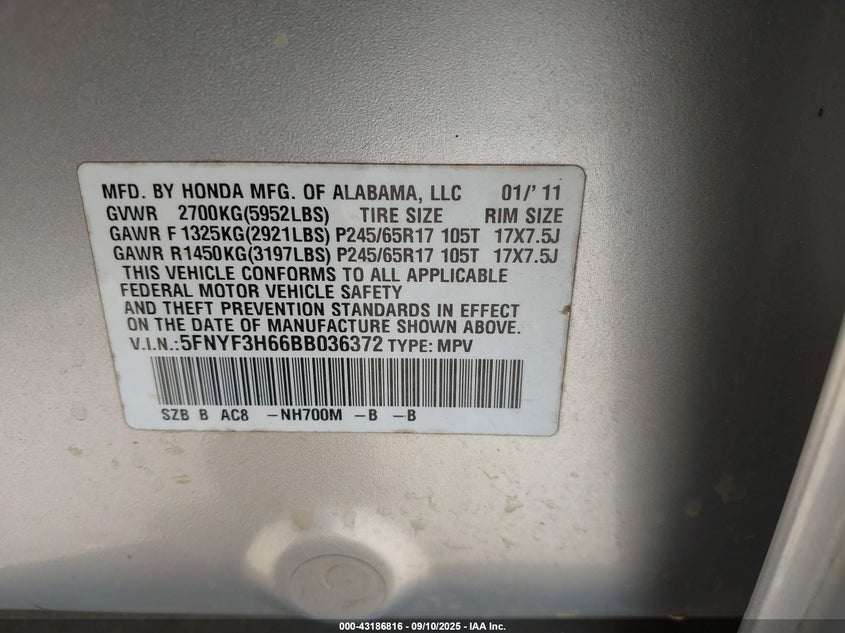 MFD. BY HONDA MFG. OF ALABAMA, LLC 01/'11
GVWR 2700KG(5952LBS) TIRE SIZE RIM SIZE
GAWR F 1325KG(2921LBS) P245/65R17 105T 17X7.5J
GAWR R1450KG(3197LBS) P245/65R17 105T 17X7.5J
THIS VEHICLE CONFORMS TO ALL APPLICABLE
FEDERAL MOTOR VEHICLE SAFETY
AND THEFT PREVENTION STANDARDS IN EFFECT
ON THE DATE OF MANUFACTURE SHOWN ABOVE.
V.I.N.:5FNYF3H66BB036372 TYPE: MPV
SZB B AC8 -NH700M -B -B
000-43186816 - 09/10/2025 - IAA Inc.